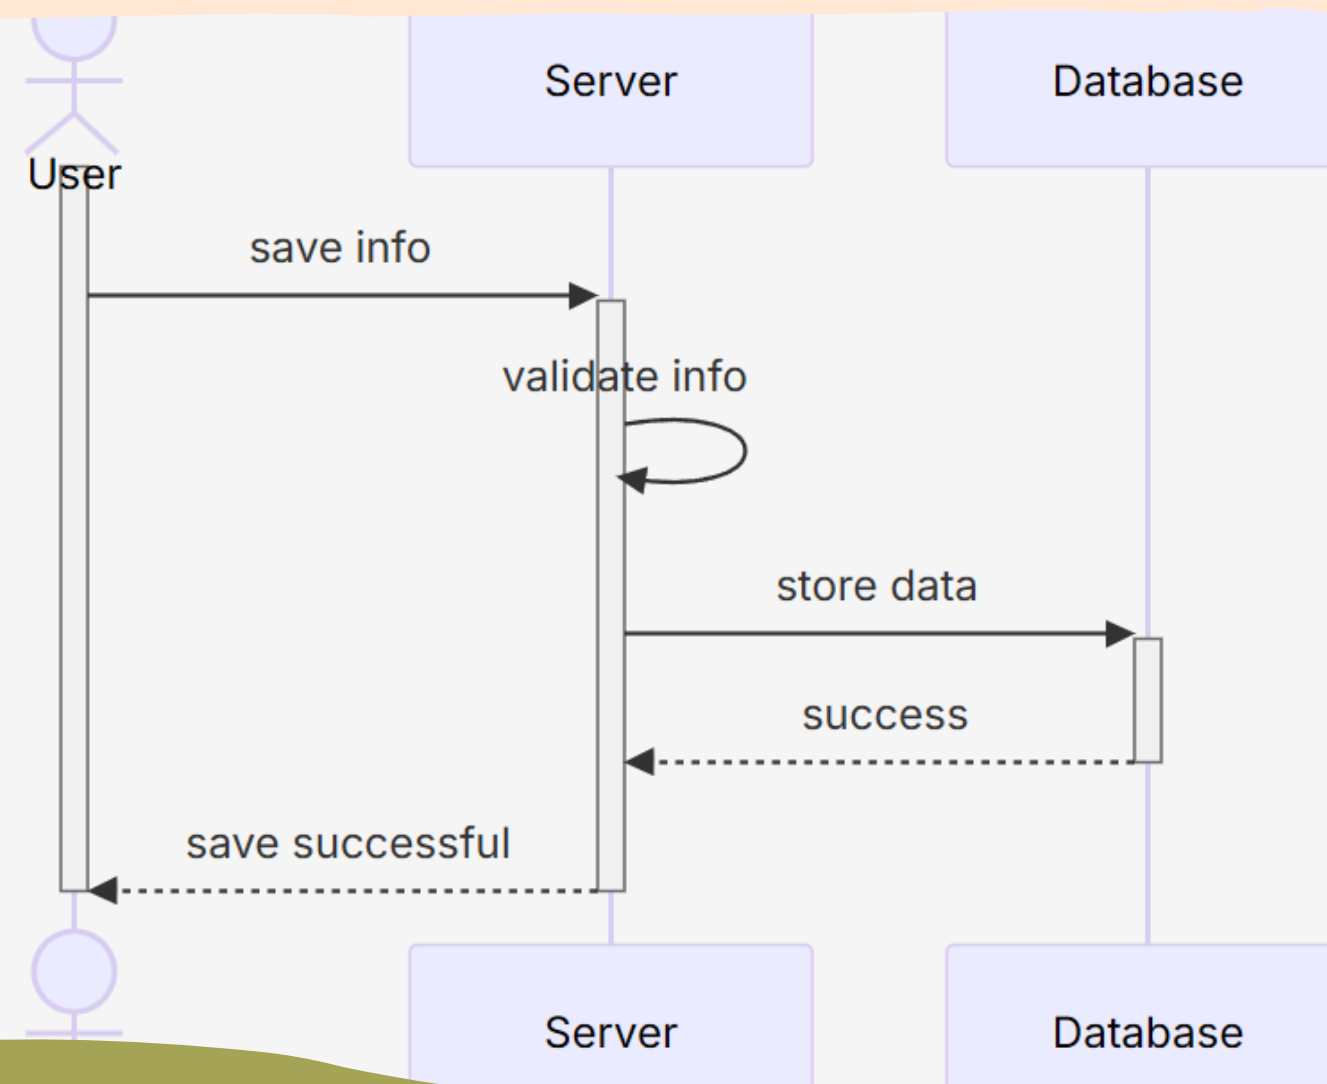 Server
Database
User
save info
validate info
store data
success
save successful
Server
Database